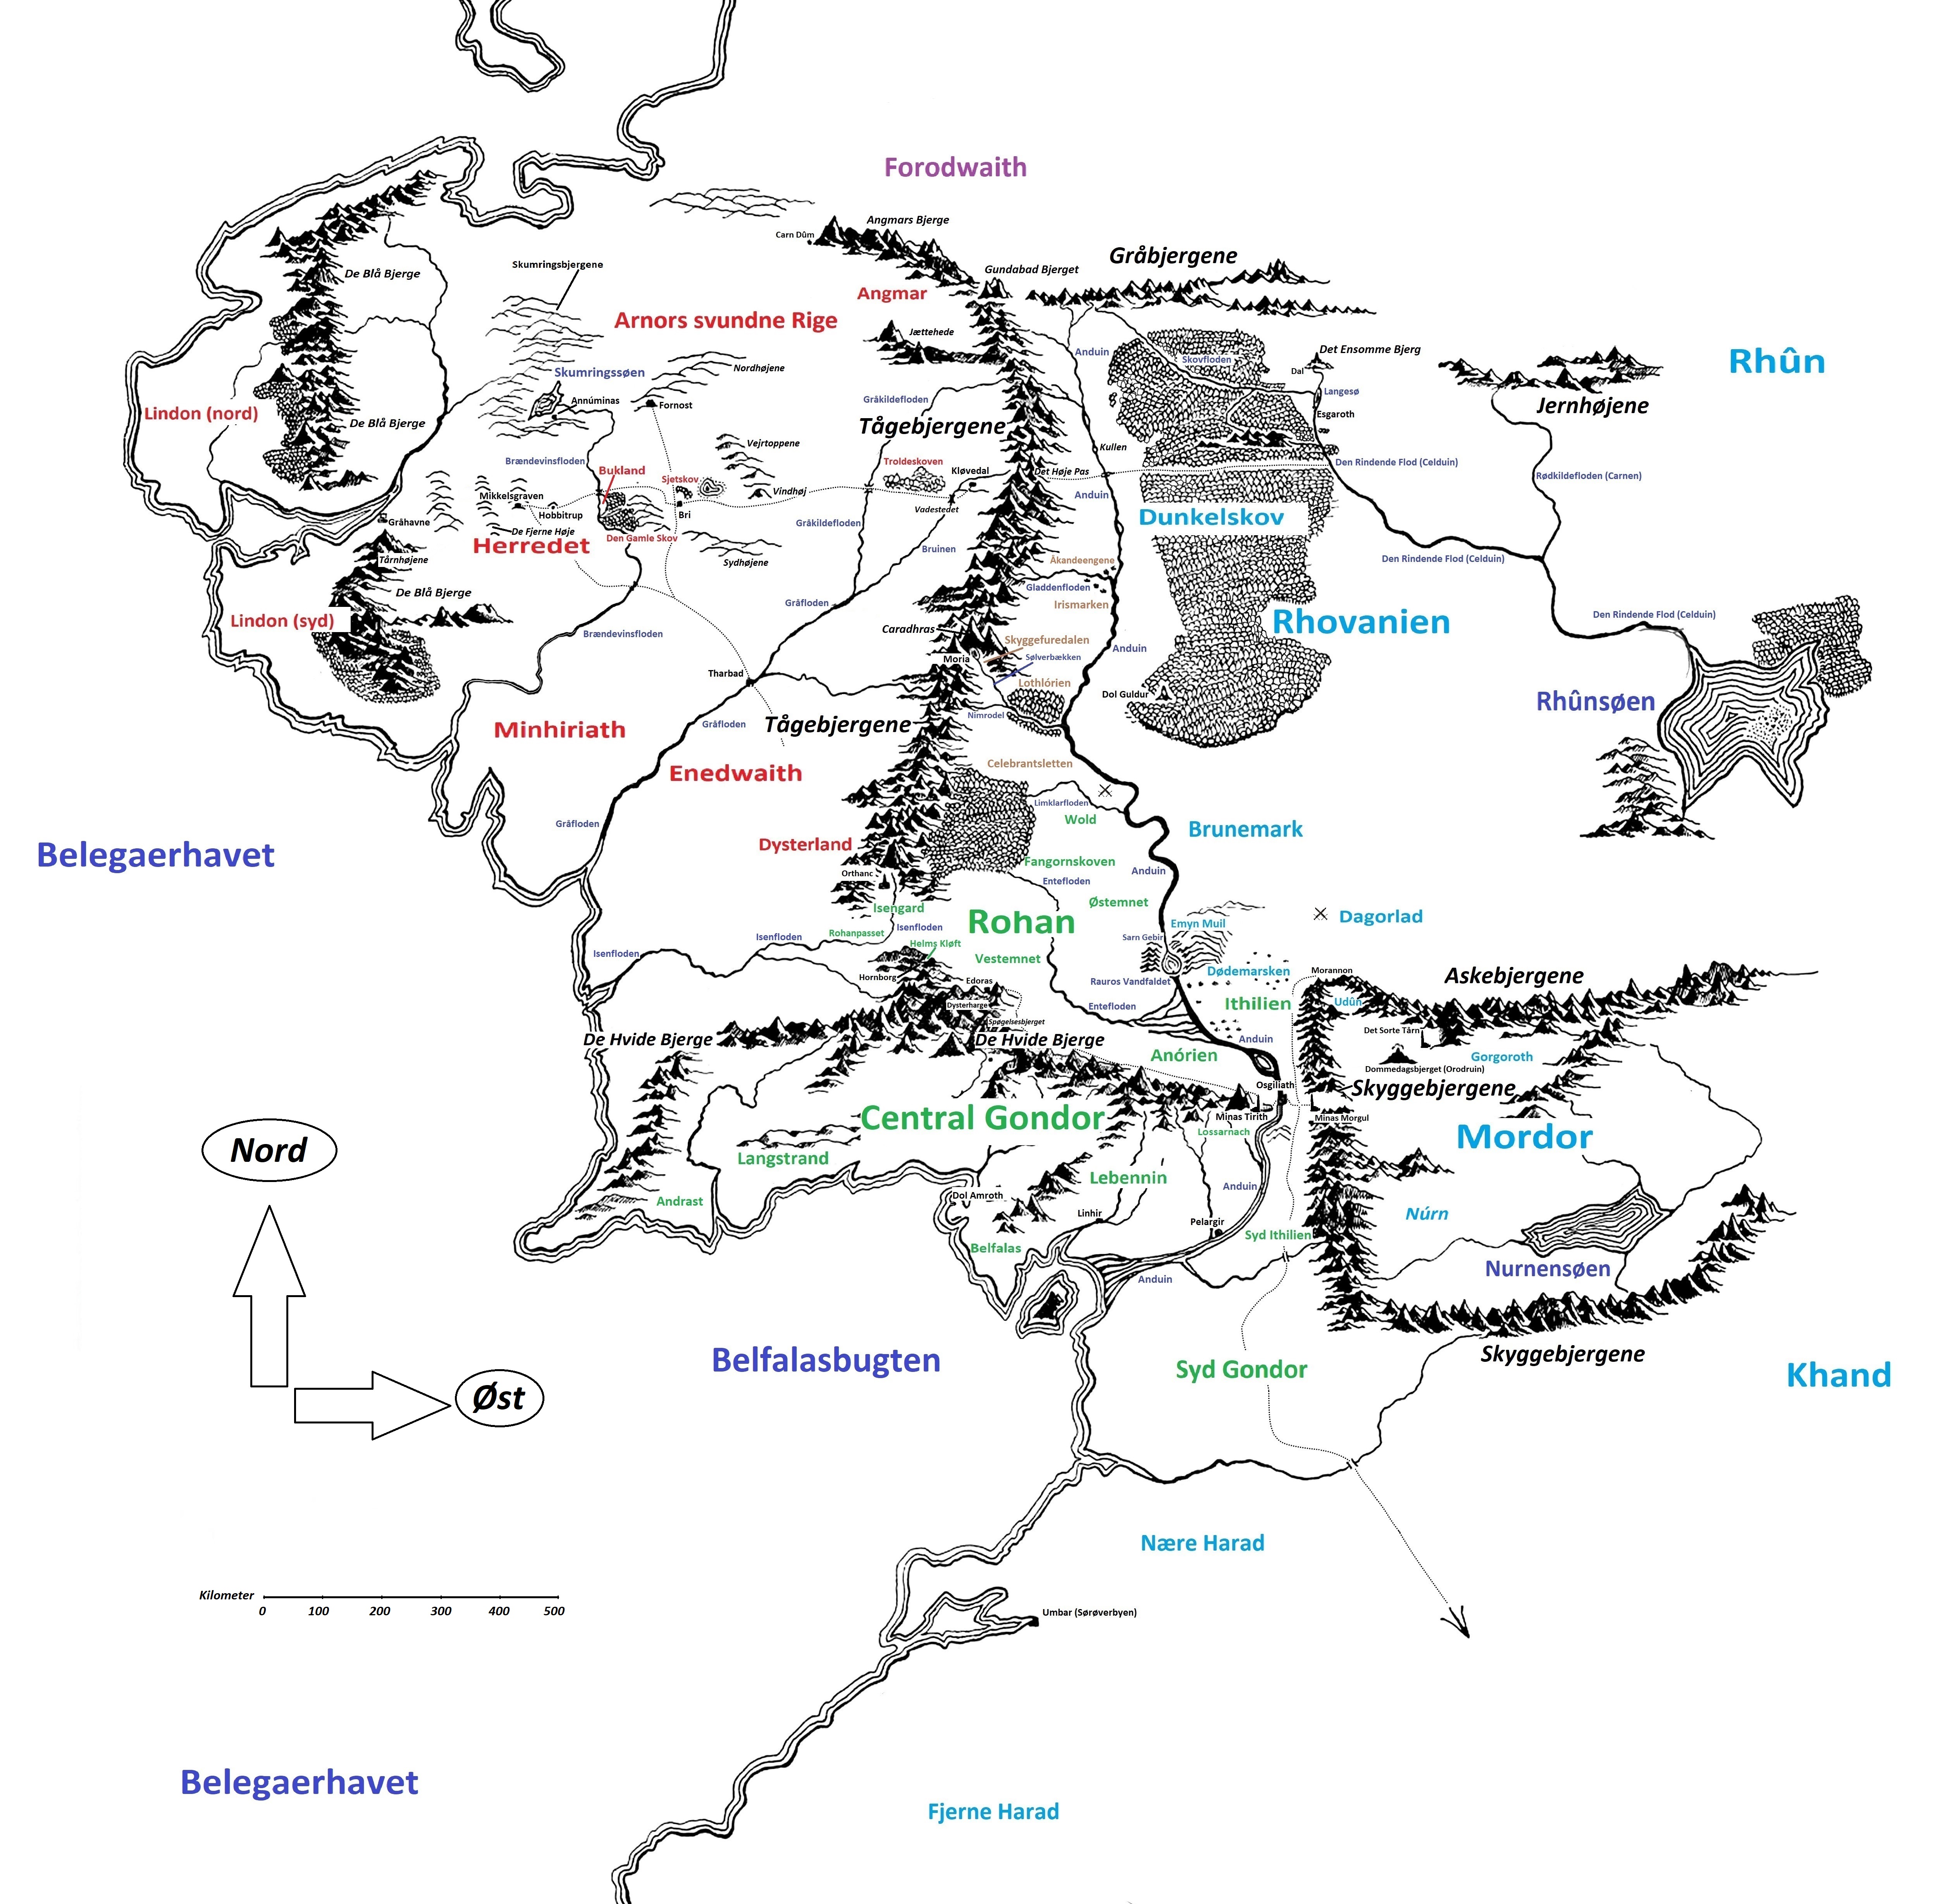 Forodwaith
Angmars Bjerge
Carn Dûm
Gråbjergene
Skumringsbjergene
Gundabad Bjerget
De Blå Bjerge
Angmar
Arnors svundne Rige
Jættehede
Anduin
Skovfloden
Det Ensomme Bjerg
Rhûn
Nordhøjene
Skumringssøen
Dal
Langesø
Gråkildefloden
Annúminas
Fornost
Jernhøjene
Lindon (nord)
Esgaroth
De Blå Bjerge
Tågebjergene
Vejrtoppene
Kullen
Brændevinsfloden
Troldeskoven
Den Rindende Flod (Celduin)
Bukland
Kløvedal
Det Høje Pas
Sjetskov
Rødkildefloden (Carnen)
Mikkelsgraven
Vindhøj
Anduin
Hobbitrup
Bri
Vadestedet
Gråhavne
Gråkildefloden
Dunkelskov
De Fjerne Høje
Den Gamle Skov
Herredet
Bruinen
Tårnhøjene
Sydhøjene
Åkandeengene
Den Rindende Flod (Celduin)
De Blå Bjerge
Gladdenfloden
Gråfloden
Irismarken
Den Rindende Flod (Celduin)
Lindon (syd)
Rhovanien
Brændevinsfloden
Caradhras
Skyggefuredalen
Anduin
Moria
Sølverbækken
Tharbad
Lothlórien
Dol Guldur
Rhûnsøen
Nimrodel
Minhiriath
Gråfloden
Tågebjergene
Celebrantsletten
Enedwaith
Limklarfloden
Wold
Gråfloden
Brunemark
Belegaerhavet
Dysterland
Fangornskoven
Orthanc
Anduin
Entefloden
Isengard
Østemnet
Rohan
Dagorlad
Emyn Muil
Isenfloden
Rohanpasset
Isenfloden
Sarn Gebir
Helms Kløft
Isenfloden
Vestemnet
Dødemarsken
Morannon
Askebjergene
Hornborg
Edoras
Rauros Vandfaldet
Dysterharge
Entefloden
Ithilien
Udûn
Spøgelsesbjerget
Det Sorte Tårn
De Hvide Bjerge
De Hvide Bjerge
Anduin
Anórien
Gorgoroth
Dommedagsbjerget (Orodruin)
Osgiliath
Skyggebjergene
Central Gondor
Minas Tirith
Minas Morgul
Lossarnach
Mordor
Nord
Langstrand
Lebennin
Anduin
Dol Amroth
Andrast
Linhir
Pelargir
Núrn
Syd Ithilien
Belfalas
Nurnensøen
Anduin
Belfalasbugten
Skyggebjergene
Syd Gondor
Khand
Øst
Nære Harad
Kilometer
0 100 200 300 400 500
Umbar (Sørøverbyen)
Belegaerhavet
Fjerne Harad